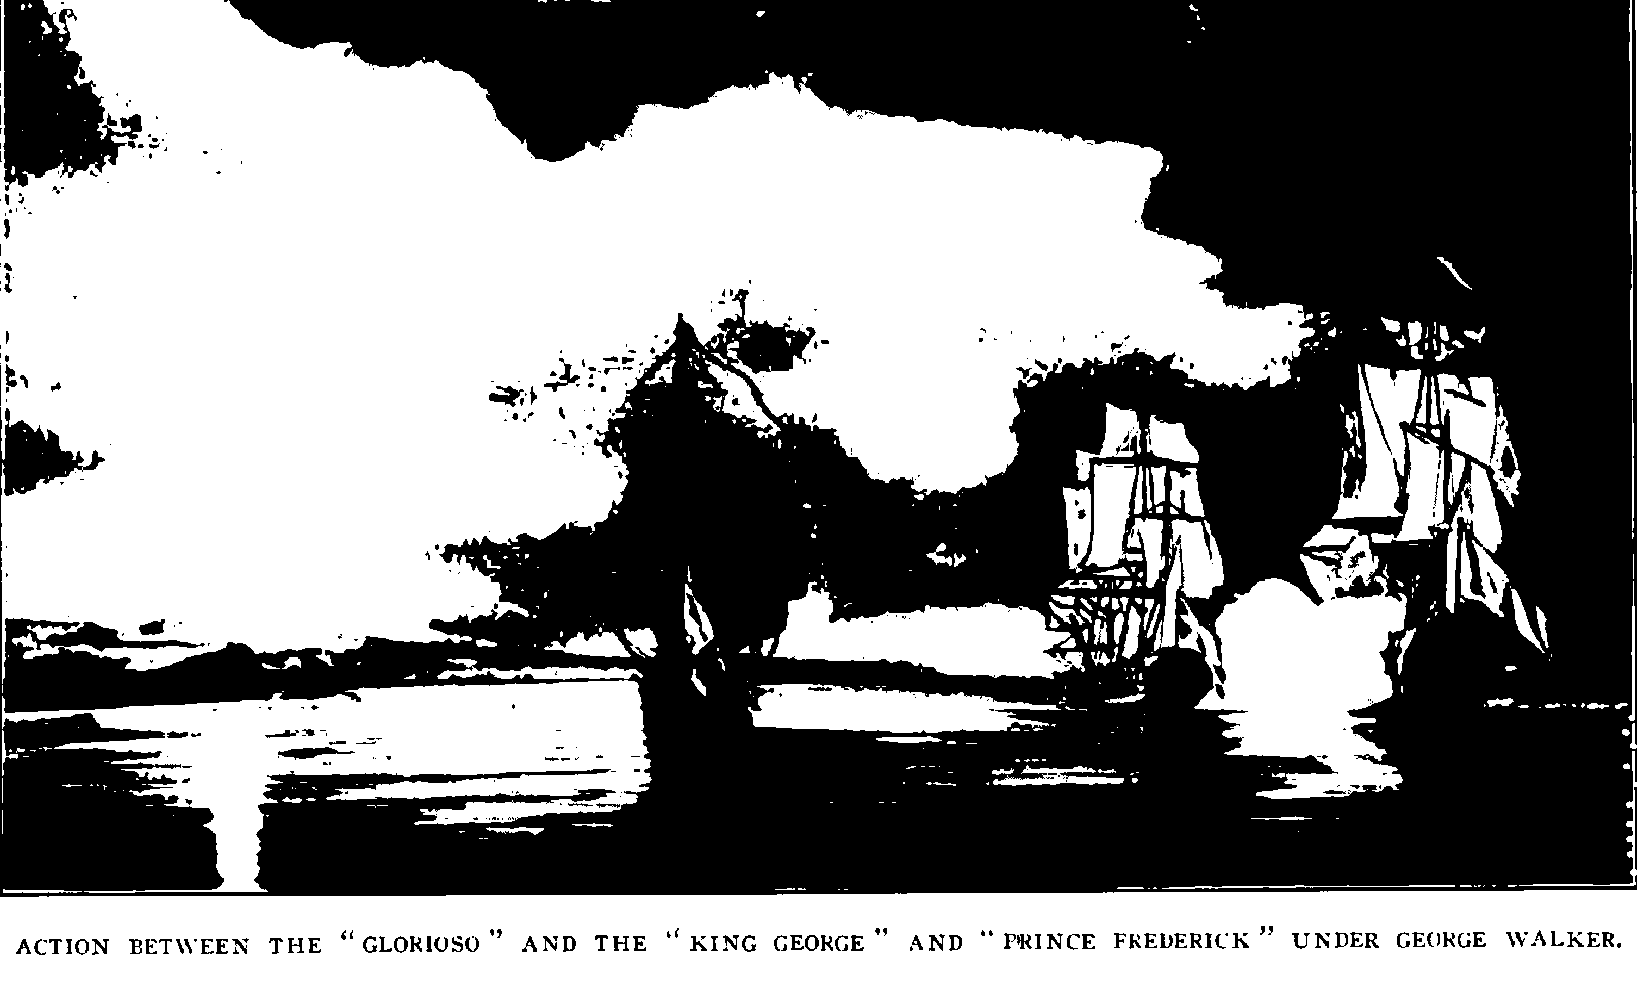 ACTION BETWEEN THE "GLORIOSO" AND THE "KING GEORGE" AND "PRINCE FREDERICK" UNDER GEORGE WALKER.